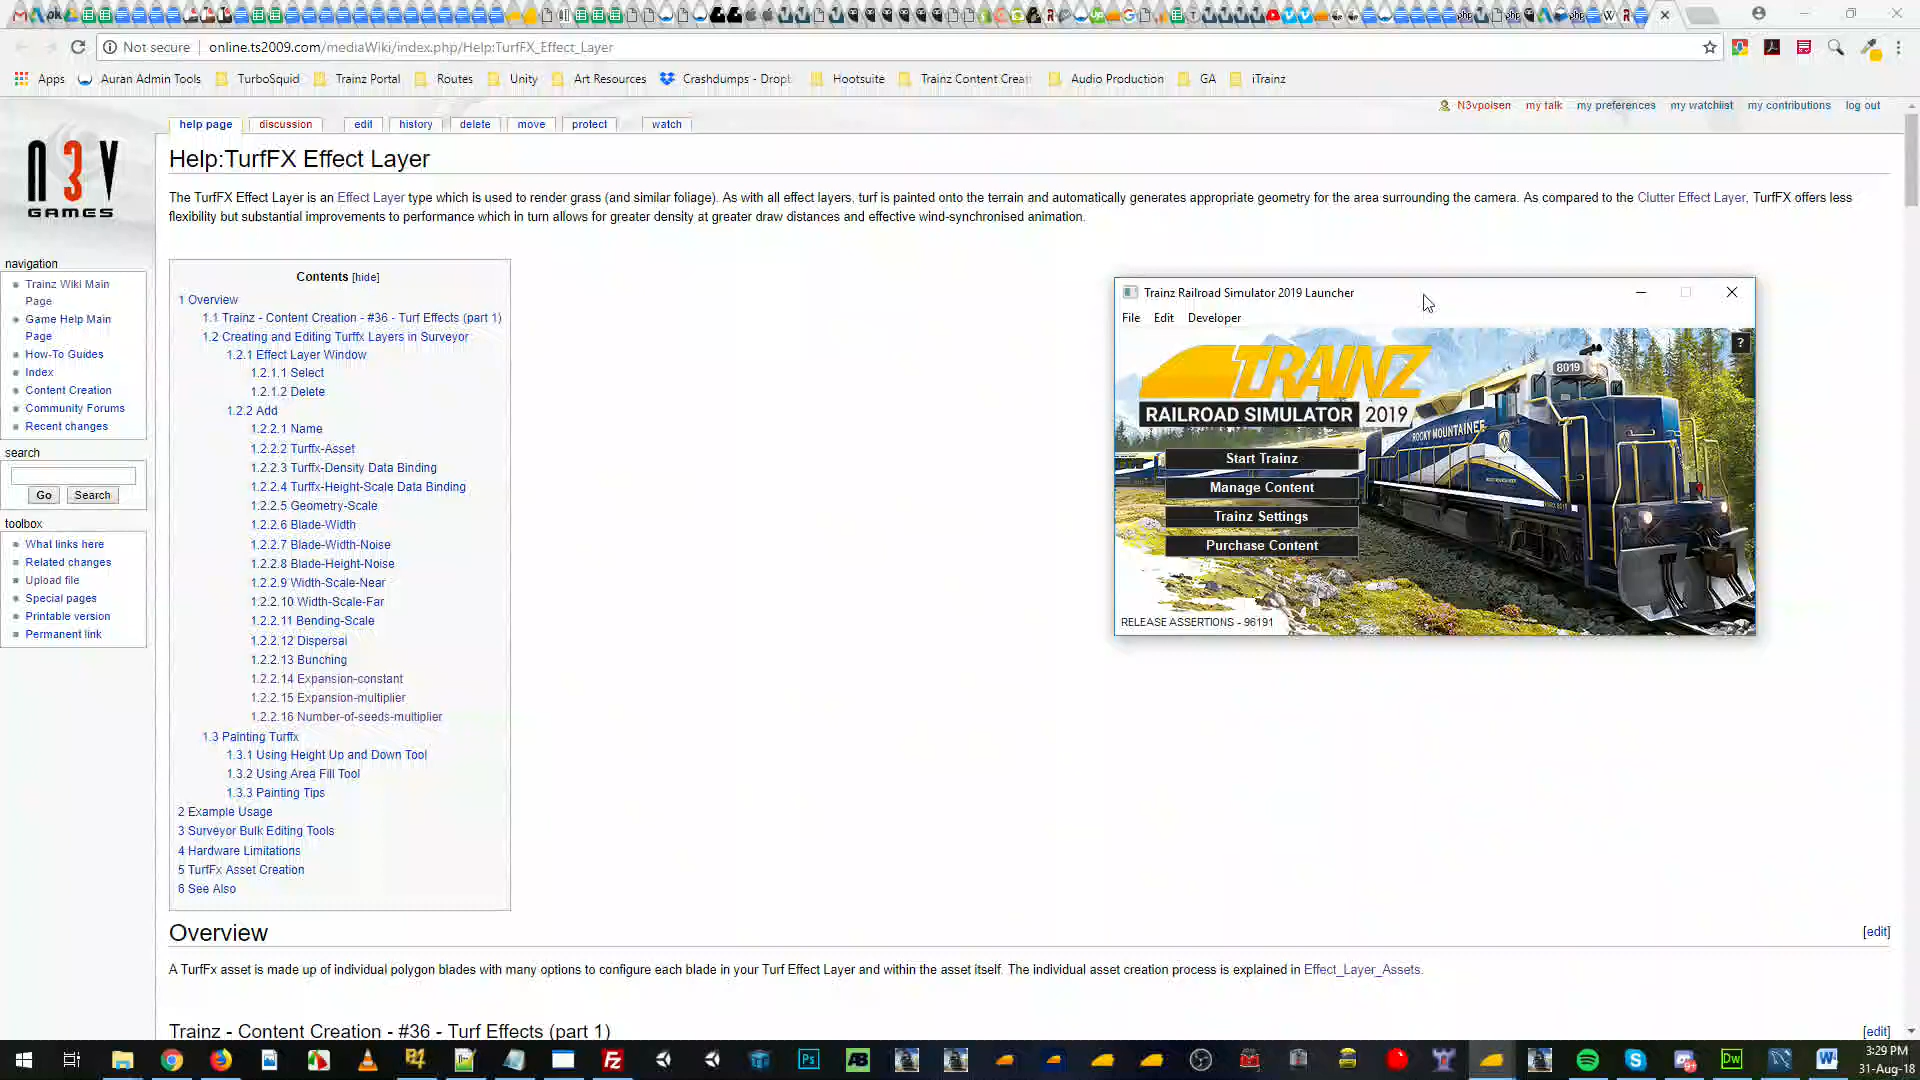 Not secure
online.ts2009.com/mediaWiki/index.php/Help:TurfFX_Effect_Layer
Apps
Auran Admin Tools
TurboSquid
Trainz Portal
Routes
Unity
Art Resources
Crashdumps - Dropb
Hootsuite
Trainz Content Crea
Audio Production
GA
iTrainz
N3vpolsen
my talk
my preferences
my watchlist
my contributions
log out
help page
discussion
edit
history
delete
move
protect
watch
N3V
GAMES
Help:TurfFX Effect Layer
The TurfFX Effect Layer is an Effect Layer type which is used to render grass (and similar foliage). As with all effect layers, turf is painted onto the terrain and automatically generates appropriate geometry for the area surrounding the camera. As compared to the Clutter Effect Layer, TurfFX offers less
flexibility but substantial improvements to performance which in turn allows for greater density at greater draw distances and effective wind-synchronised animation.
navigation
Trainz Wiki Main
Page
Game Help Main
Page
How-To Guides
Index
Content Creation
Community Forums
Recent changes
search
Go
Search
toolbox
What links here
Related changes
Upload file
Special pages
Printable version
Permanent link
Contents [hide]
1 Overview
1.1 Trainz - Content Creation - #36 - Turf Effects (part 1)
1.2 Creating and Editing Turffx Layers in Surveyor
1.2.1 Effect Layer Window
1.2.1.1 Select
1.2.1.2 Delete
1.2.2 Add
1.2.2.1 Name
1.2.2.2 Turffx-Asset
1.2.2.3 Turffx-Density Data Binding
1.2.2.4 Turffx-Height-Scale Data Binding
1.2.2.5 Geometry-Scale
1.2.2.6 Blade-Width
1.2.2.7 Blade-Width-Noise
1.2.2.8 Blade-Height-Noise
1.2.2.9 Width-Scale-Near
1.2.2.10 Width-Scale-Far
1.2.2.11 Bending-Scale
1.2.2.12 Dispersal
1.2.2.13 Bunching
1.2.2.14 Expansion-constant
1.2.2.15 Expansion-multiplier
1.2.2.16 Number-of-seeds-multiplier
1.3 Painting Turffx
1.3.1 Using Height Up and Down Tool
1.3.2 Using Area Fill Tool
1.3.3 Painting Tips
2 Example Usage
3 Surveyor Bulk Editing Tools
4 Hardware Limitations
5 TurfFx Asset Creation
6 See Also
Trainz Railroad Simulator 2019 Launcher
File
Edit
Developer
?
TRAINZ
RAILROAD SIMULATOR 2019
8019
ROCKY MOUNTAINEER
Start Trainz
Manage Content
Trainz Settings
Purchase Content
RELEASE ASSERTIONS - 96191
Overview
[edit]
A TurfFx asset is made up of individual polygon blades with many options to configure each blade in your Turf Effect Layer and within the asset itself. The individual asset creation process is explained in Effect_Layer_Assets.
Trainz - Content Creation - #36 - Turf Effects (part 1)
[edit]
3:29 PM
31-Aug-18